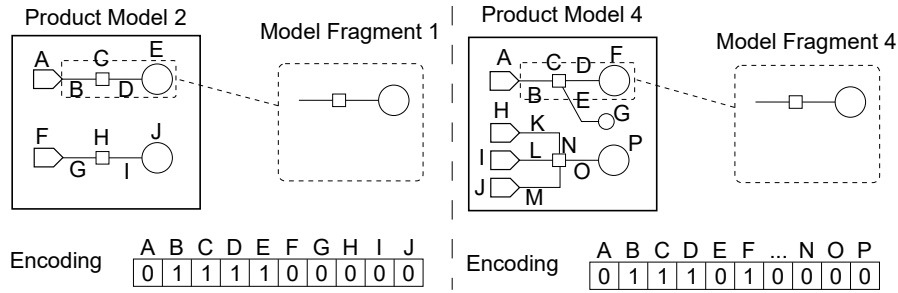 Product Model 2
Model Fragment 1
A
B
C
D
E
F
G
H
I
J
Encoding
A B C D E F G H I J
0 1 1 1 1 0 0 0 0 0
Product Model 4
Model Fragment 4
A
B
C
D
F
E
G
H
K
I
L
N
P
O
J
M
Encoding
A B C D E F ... N O P
0 1 1 1 0 1 0 0 0 0